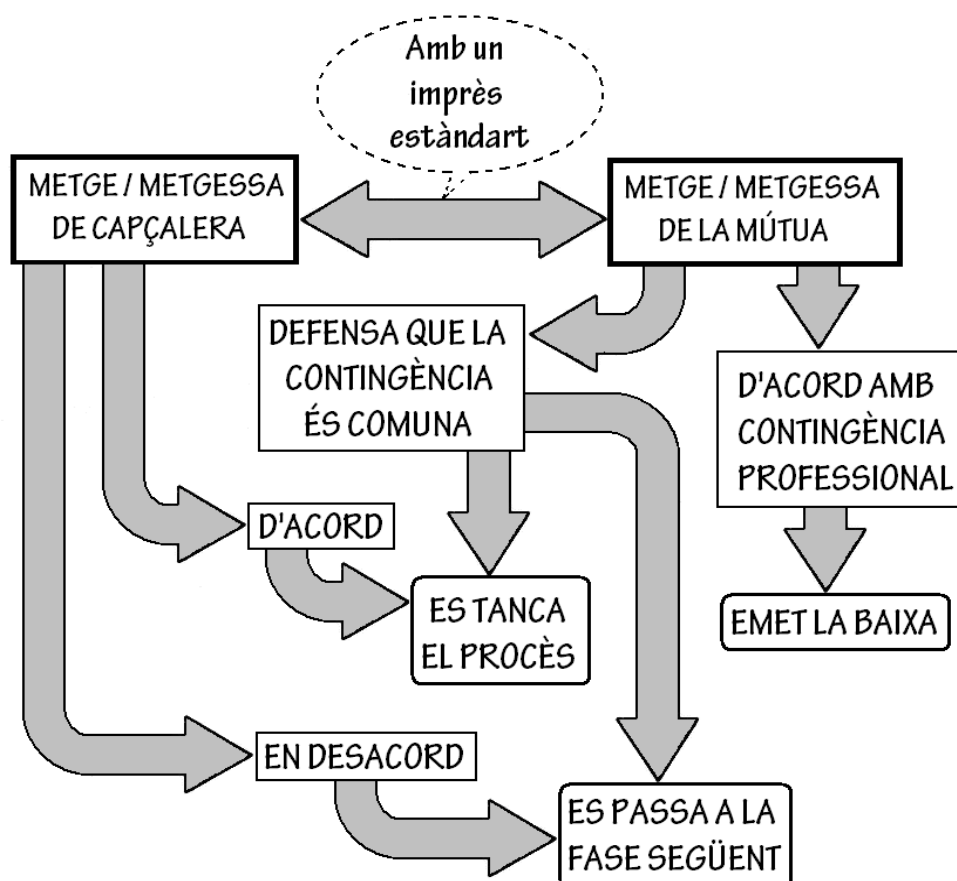 Amb un
imprès
estàndart
METGE / METGESSA
DE CAPÇALERA
METGE / METGESSA
DE LA MÚTUA
DEFENSA QUE LA
CONTINGÈNCIA
ÉS COMUNA
D'ACORD AMB
CONTINGÈNCIA
PROFESSIONAL
D'ACORD
ES TANCA
EL PROCÈS
EMET LA BAIXA
EN DESACORD
ES PASSA A LA
FASE SEGÜENT